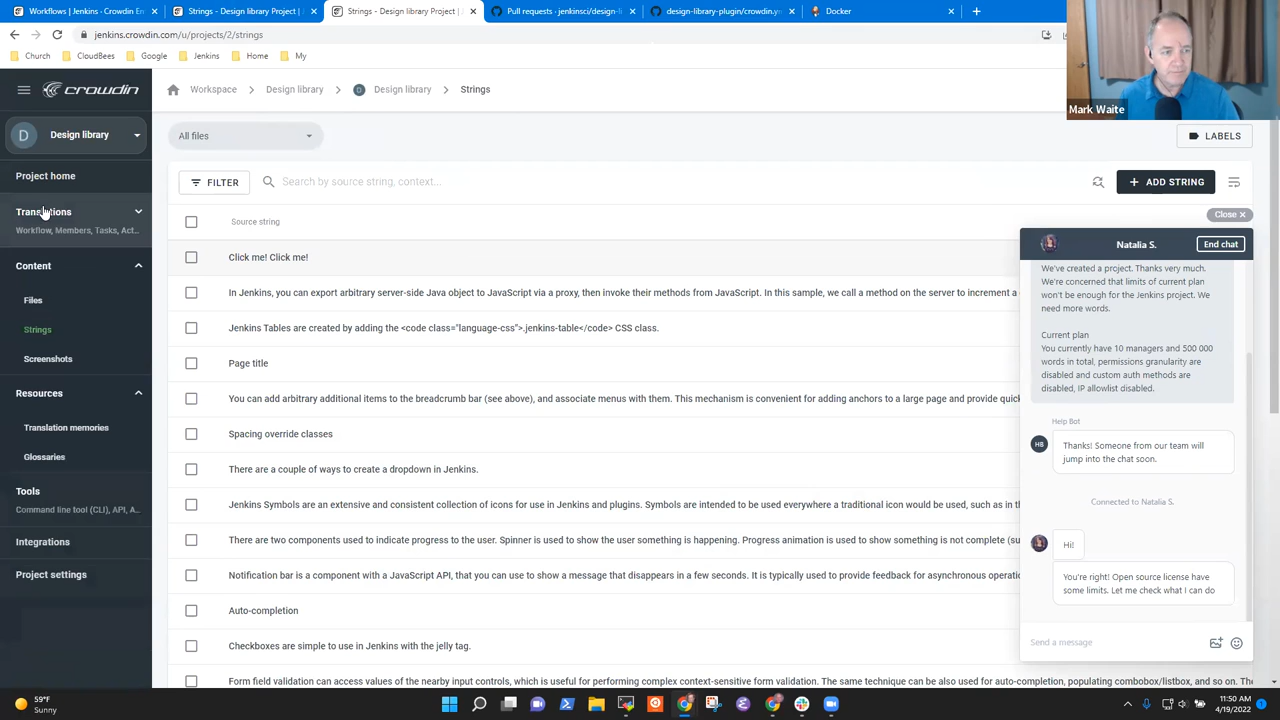 Workflows | Jenkins - Crowdin En
Strings - Design library Project |
Strings - Design library Project |
Pull requests · jenkinsci/design-li
design-library-plugin/crowdin.ym
Docker
jenkins.crowdin.com/u/projects/2/strings
Church
CloudBees
Google
Jenkins
Home
My
Mark Waite
crowdin
Workspace > Design library > D Design library > Strings
D Design library
All files
LABELS
Project home
FILTER
Search by source string, context...
ADD STRING
Translations
Workflow, Members, Tasks, Act...
Content
Files
Strings
Screenshots
Resources
Translation memories
Glossaries
Tools
Command line tool (CLI), API, A...
Integrations
Project settings
Source string
Click me! Click me!
In Jenkins, you can export arbitrary server-side Java object to JavaScript via a proxy, then invoke their methods from JavaScript. In this sample, we call a method on the server to increment a
Jenkins Tables are created by adding the <code class="language-css">.jenkins-table</code> CSS class.
Page title
You can add arbitrary additional items to the breadcrumb bar (see above), and associate menus with them. This mechanism is convenient for adding anchors to a large page and provide quick
Spacing override classes
There are a couple of ways to create a dropdown in Jenkins.
Jenkins Symbols are an extensive and consistent collection of icons for use in Jenkins and plugins. Symbols are intended to be used everywhere a traditional icon would be used, such as in th
There are two components used to indicate progress to the user. Spinner is used to show the user something is happening. Progress animation is used to show something is not complete (su
Notification bar is a component with a JavaScript API, that you can use to show a message that disappears in a few seconds. It is typically used to provide feedback for asynchronous operatio
Auto-completion
Checkboxes are simple to use in Jenkins with the jelly tag.
Form field validation can access values of the nearby input controls, which is useful for performing complex context-sensitive form validation. The same technique can be also used for auto-completion, populating combobox/listbox, and so on. The
Close ×
Natalia S.
End chat
We've created a project. Thanks very much.
We're concerned that limits of current plan
won't be enough for the Jenkins project. We
need more words.
Current plan
You currently have 10 managers and 500 000
words in total, permissions granularity are
disabled and custom auth methods are
disabled, IP allowlist disabled.
Help Bot
HB
Thanks! Someone from our team will
jump into the chat soon.
Connected to Natalia S.
Hi!
You're right! Open source license have
some limits. Let me check what I can do
Send a message
59°F
Sunny
11:50 AM
4/19/2022